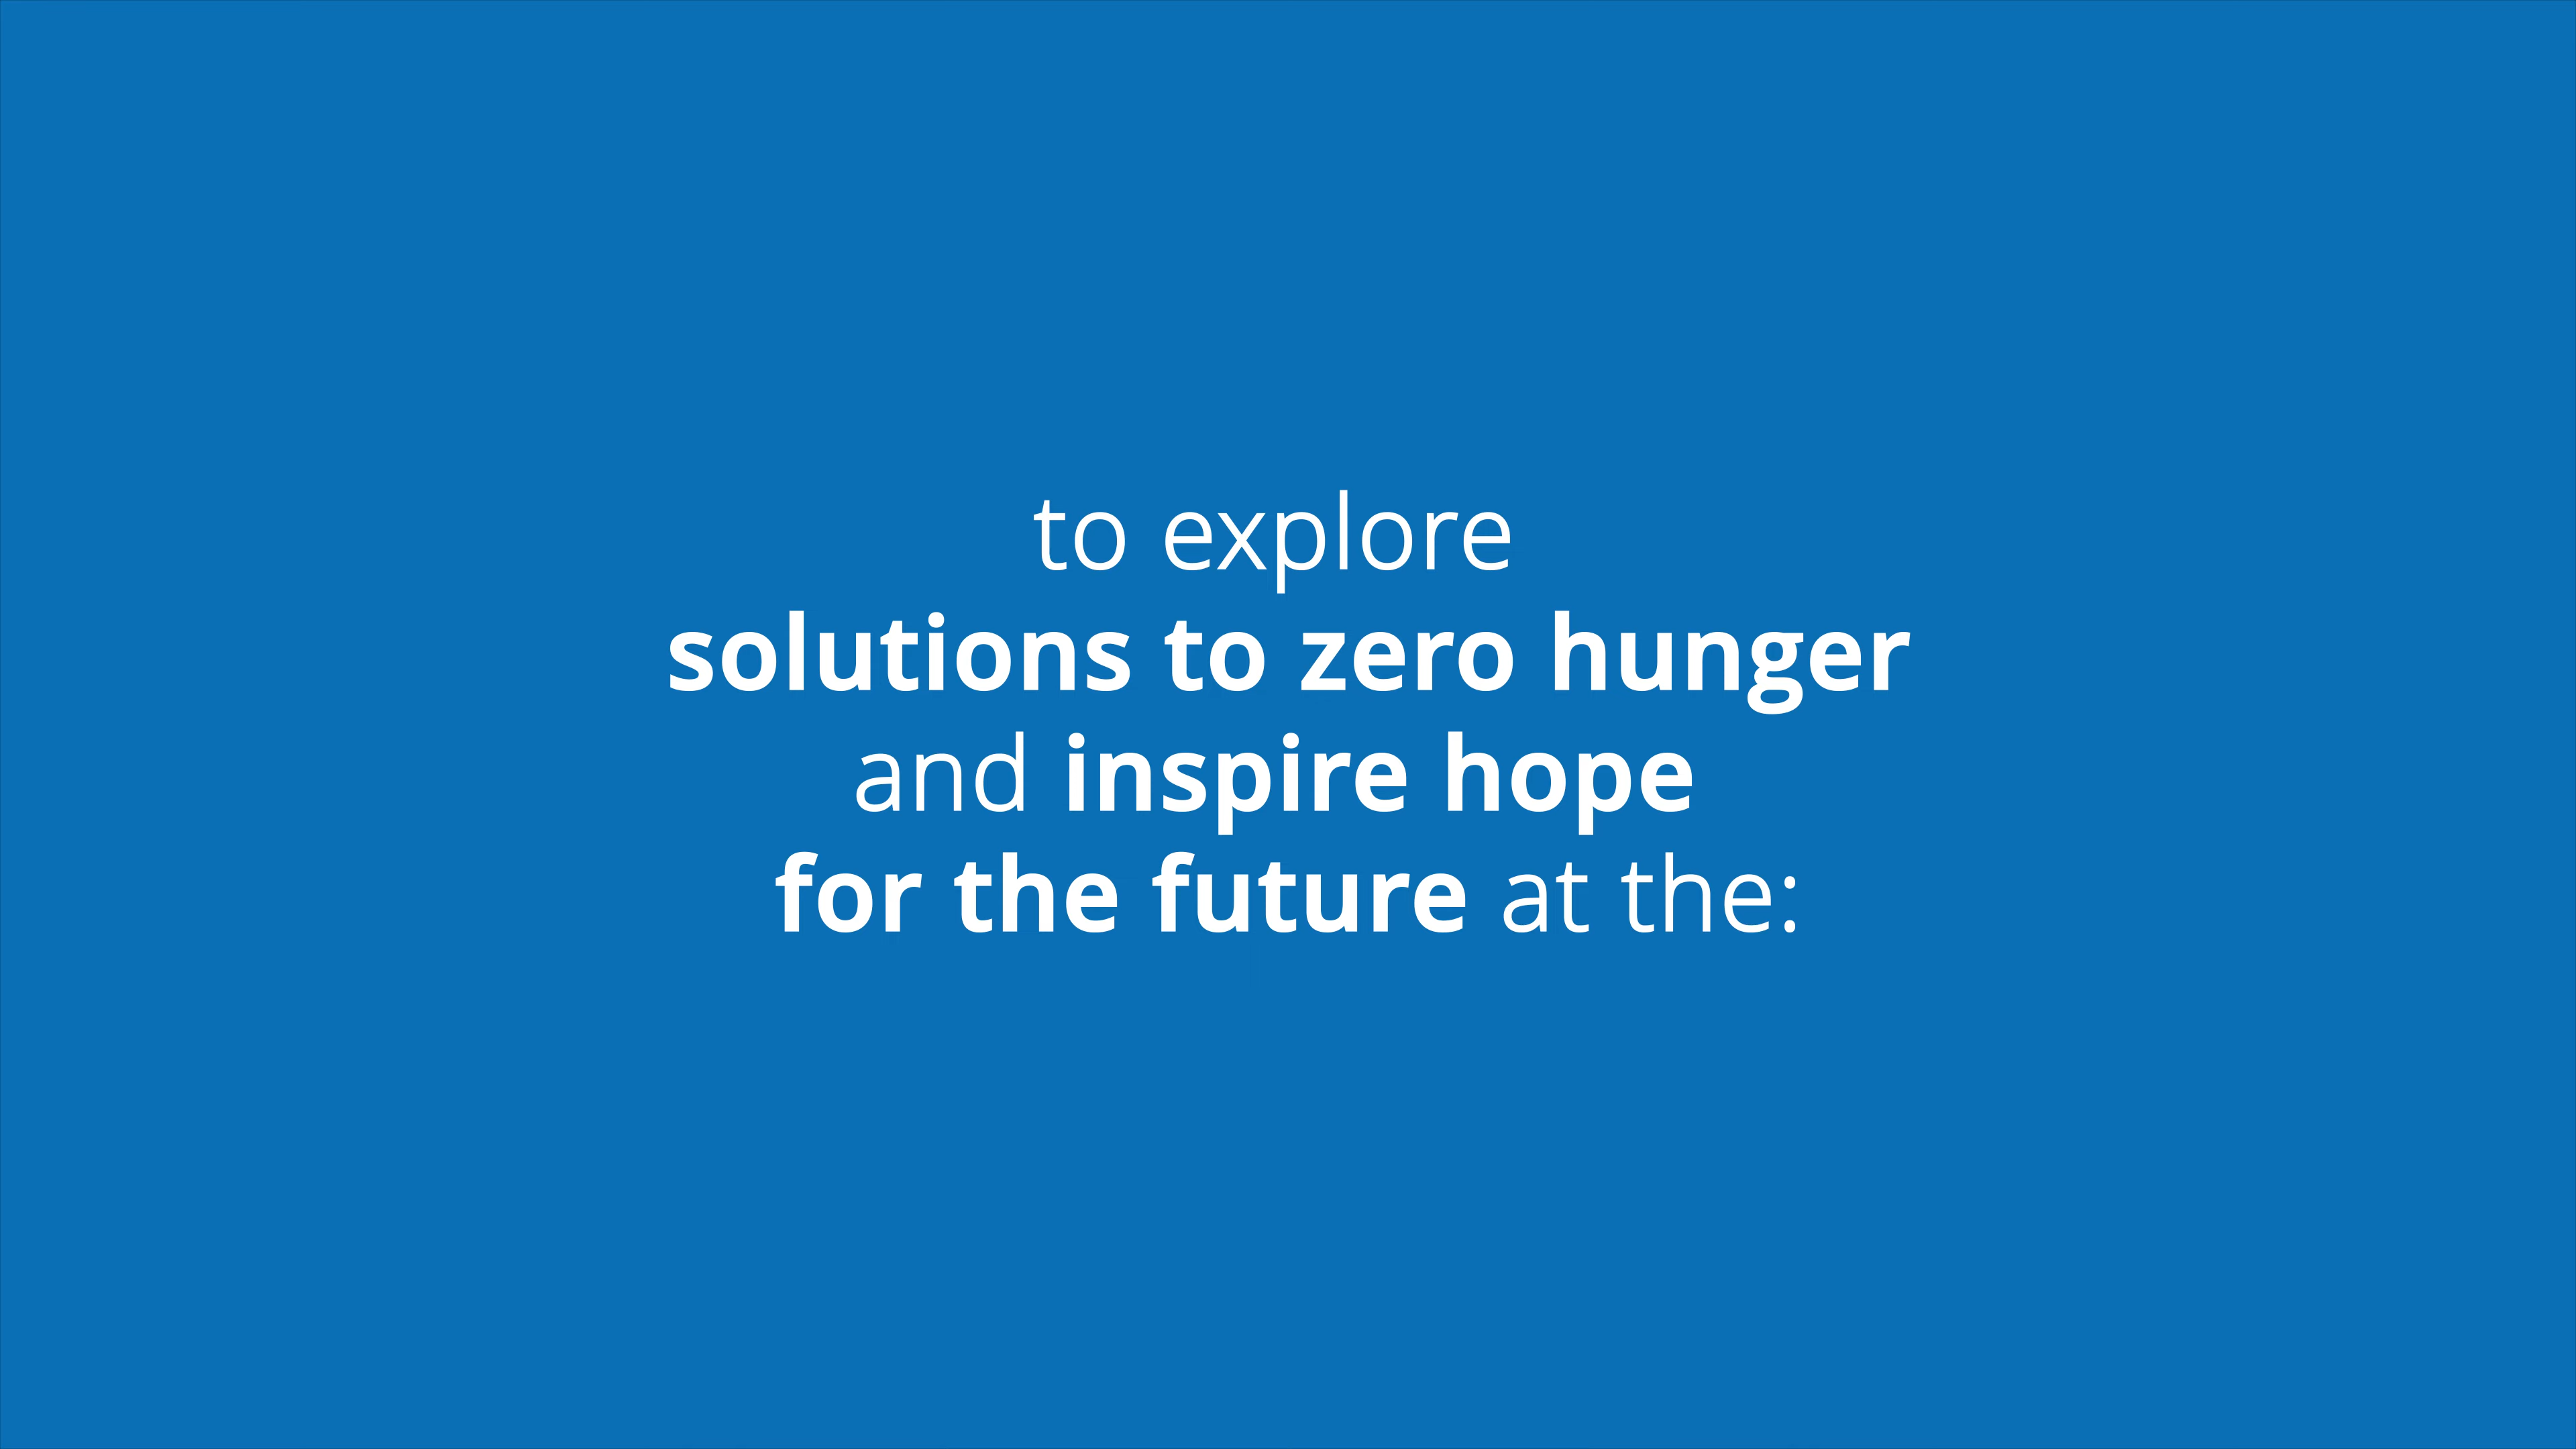 to explore
solutions to zero hunger
and inspire hope
for the future at the: